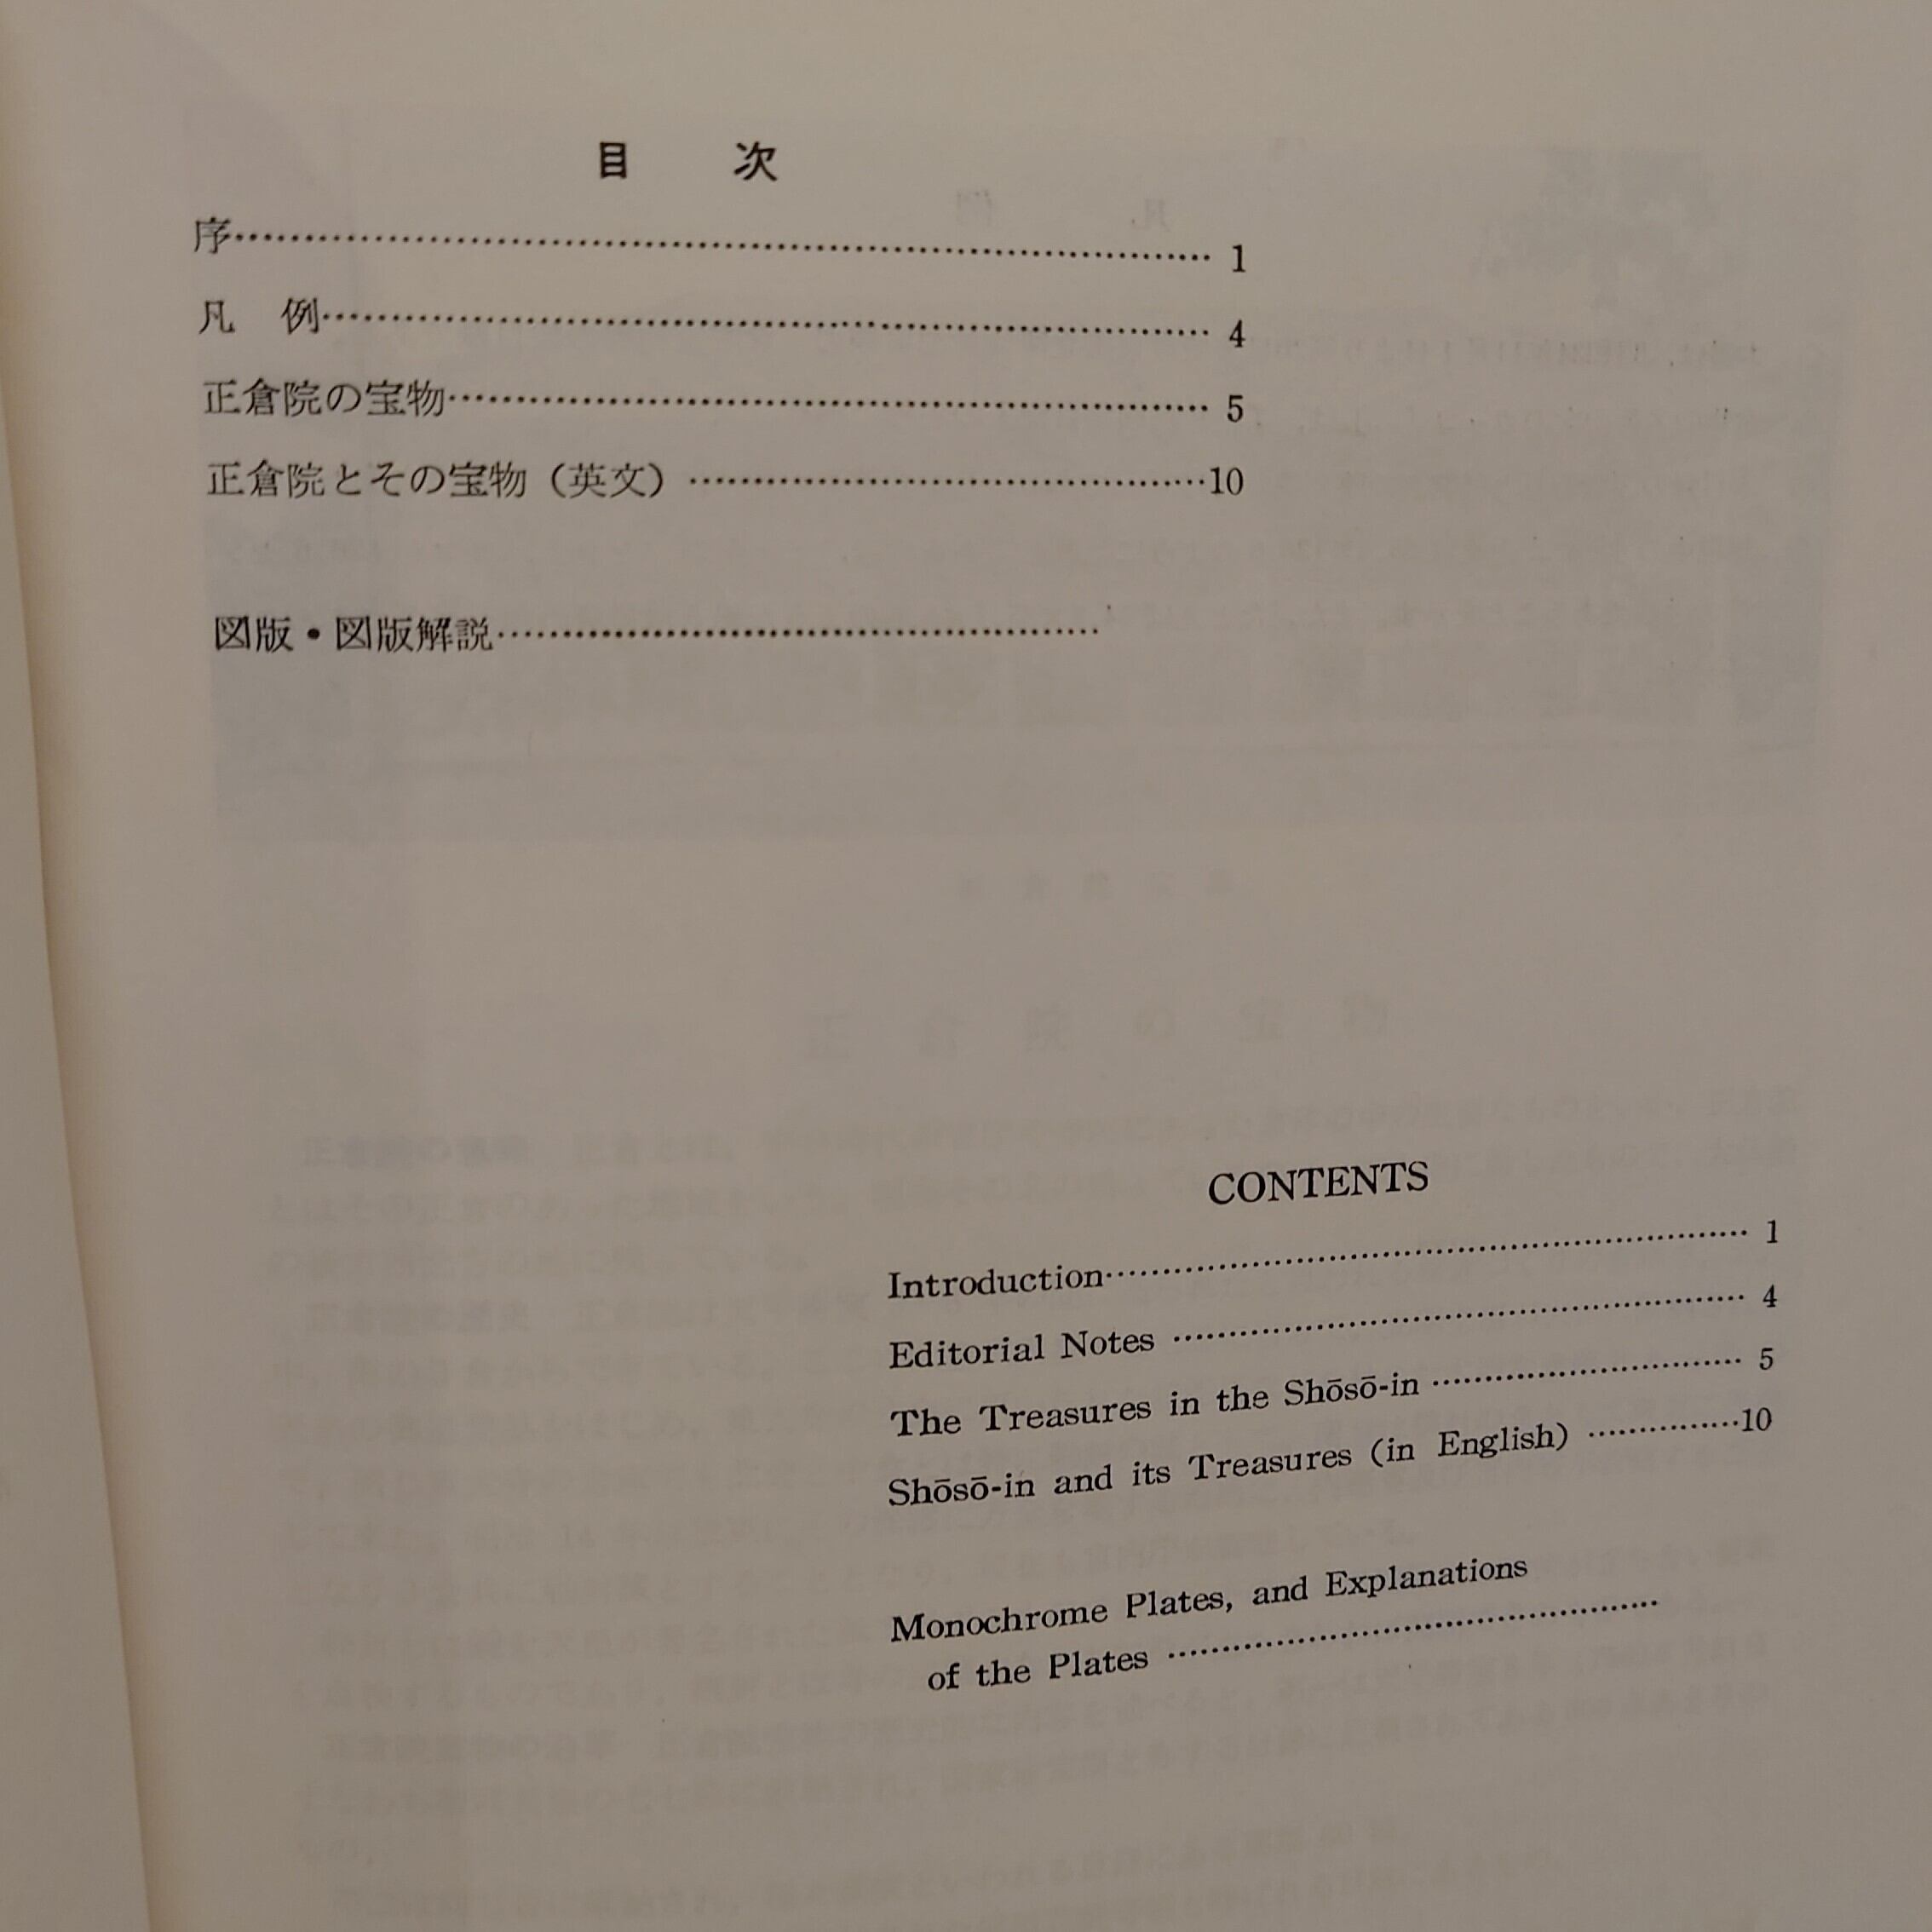 目　次
序…………………………………………………… 1
凡　例…………………………………………………… 4
正倉院の宝物…………………………………………………… 5
正倉院とその宝物（英文）……………………………………10
図版・図版解説……………………………………
CONTENTS
Introduction…………………………………………………… 1
Editorial Notes …………………………………………… 4
The Treasures in the Shōsō-in ……………………… 5
Shōsō-in and its Treasures (in English) ……………10
Monochrome Plates, and Explanations
of the Plates ……………………………………